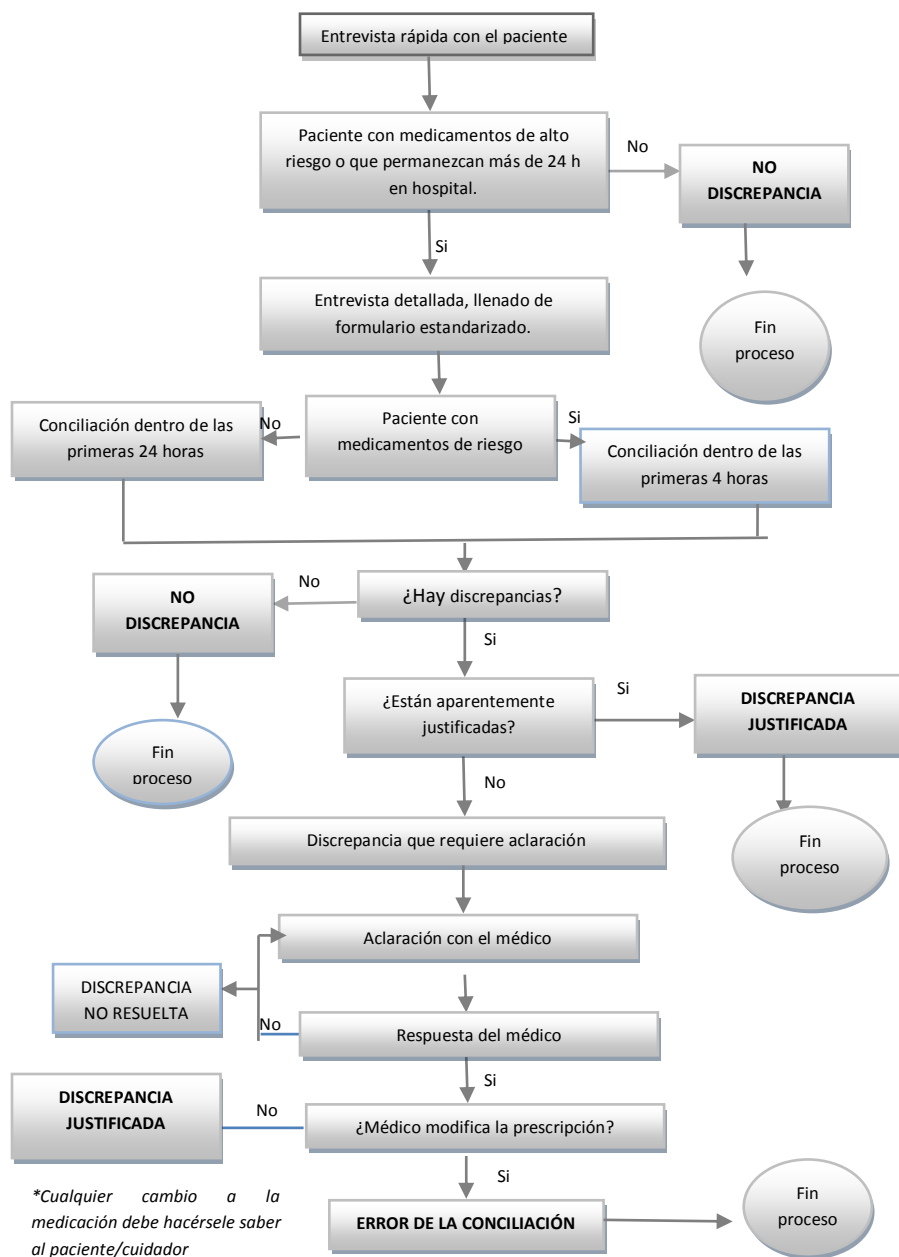 Entrevista rápida con el paciente
Paciente con medicamentos de alto
riesgo o que permanezcan más de 24 h
en hospital.
No
NO
DISCREPANCIA
Si
Fin
proceso
Entrevista detallada, llenado de
formulario estandarizado.
Paciente con
medicamentos de riesgo
No
Si
Conciliación dentro de las
primeras 24 horas
Conciliación dentro de las
primeras 4 horas
¿Hay discrepancias?
No
NO
DISCREPANCIA
Si
Fin
proceso
¿Están aparentemente
justificadas?
Si
DISCREPANCIA
JUSTIFICADA
No
Fin
proceso
Discrepancia que requiere aclaración
Aclaración con el médico
DISCREPANCIA
NO RESUELTA
No
Respuesta del médico
Si
DISCREPANCIA
JUSTIFICADA
No
¿Médico modifica la prescripción?
Si
ERROR DE LA CONCILIACIÓN
Fin
proceso
*Cualquier cambio a la
medicación debe hacérsele saber
al paciente/cuidador